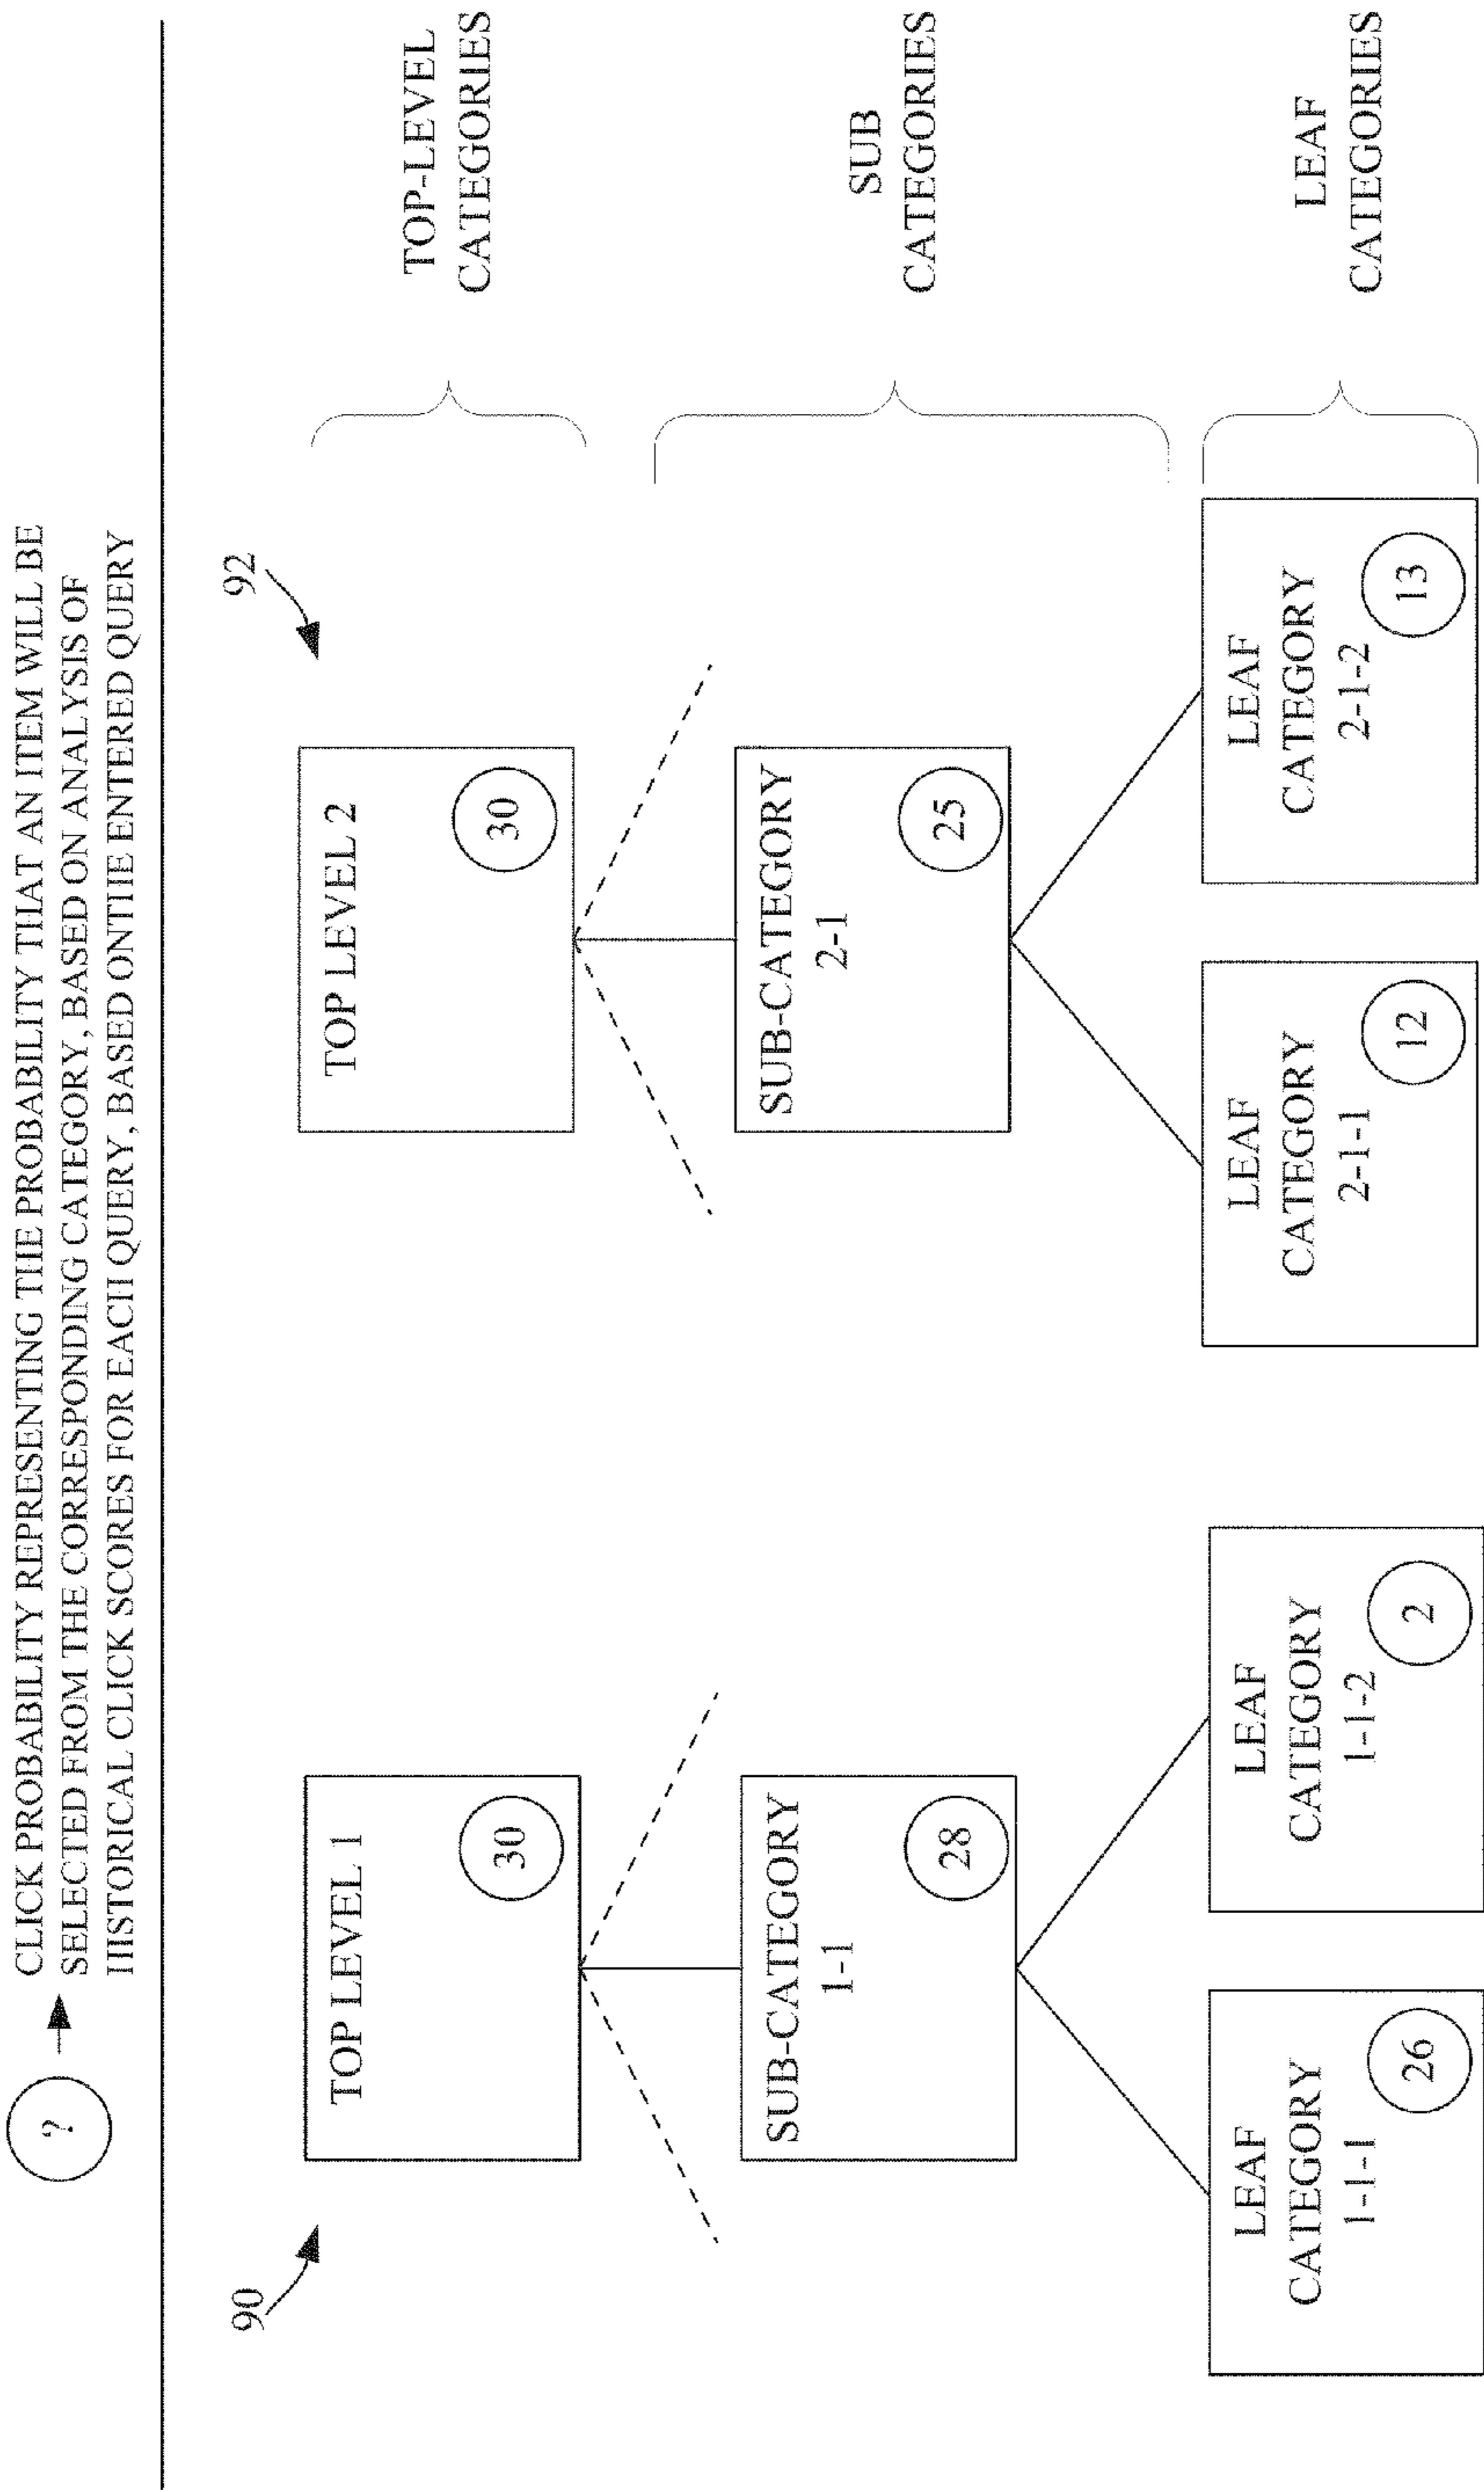 ?
CLICK PROBABILITY REPRESENTING THE PROBABILITY THAT AN ITEM WILL BE
SELECTED FROM THE CORRESPONDING CATEGORY, BASED ON ANALYSIS OF
HISTORICAL CLICK SCORES FOR EACH QUERY, BASED ONTHE ENTERED QUERY
90
92
TOP LEVEL 1
30
TOP LEVEL 2
30
TOP-LEVEL
CATEGORIES
SUB-CATEGORY
1-1
28
SUB-CATEGORY
2-1
25
SUB
CATEGORIES
LEAF
CATEGORY
1-1-1
26
LEAF
CATEGORY
1-1-2
2
LEAF
CATEGORY
2-1-1
12
LEAF
CATEGORY
2-1-2
13
LEAF
CATEGORIES